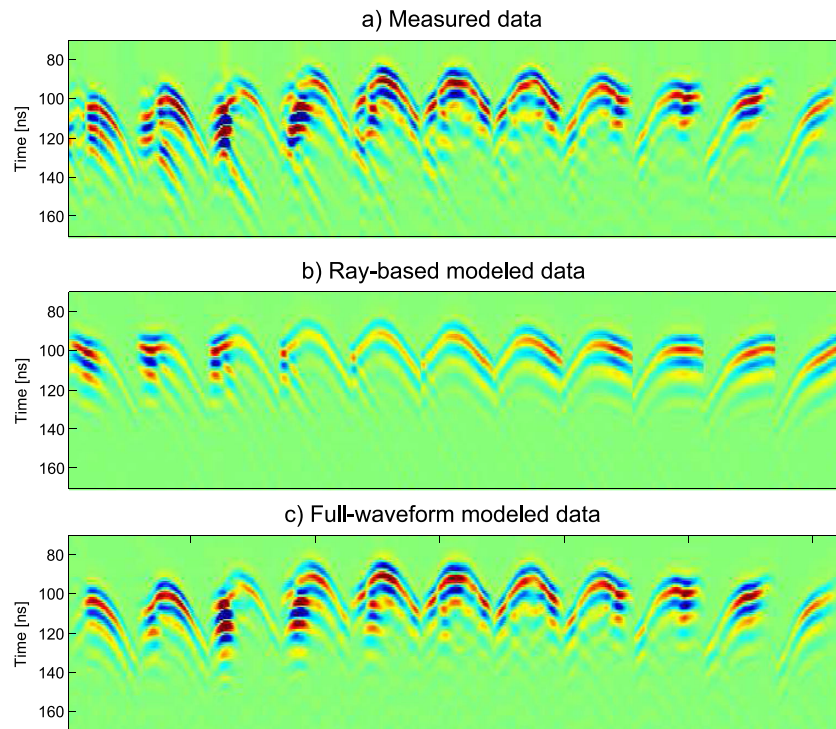 a) Measured data
80
100
120
140
160
Time [ns]
b) Ray-based modeled data
80
100
120
140
160
Time [ns]
c) Full-waveform modeled data
80
100
120
140
160
Time [ns]